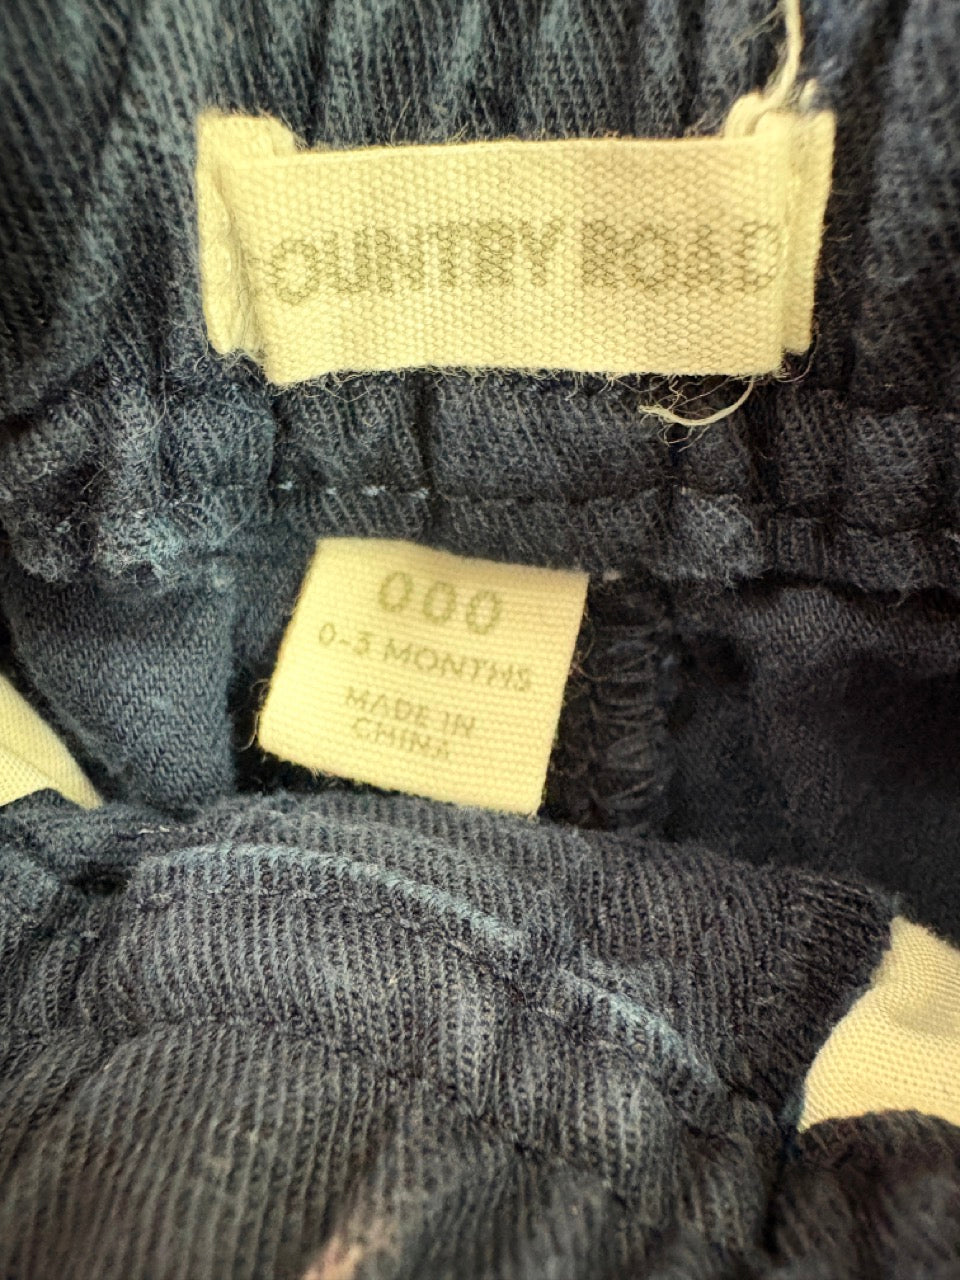 COUNTRY ROAD
000
0-3 MONTHS
MADE IN
CHINA